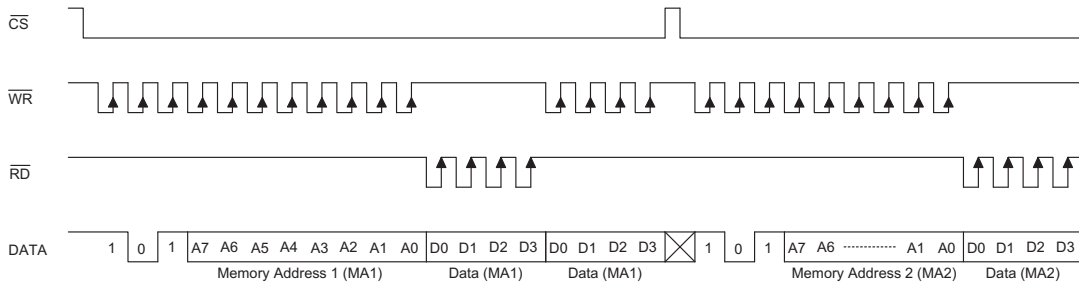 CS
WR
RD
DATA 1 0 1 A7 A6 A5 A4 A3 A2 A1 A0 D0 D1 D2 D3 D0 D1 D2 D3 1 0 1 A7 A6 A1 A0 D0 D1 D2 D3
Memory Address 1 (MA1) Data (MA1) Data (MA1) Memory Address 2 (MA2) Data (MA2)